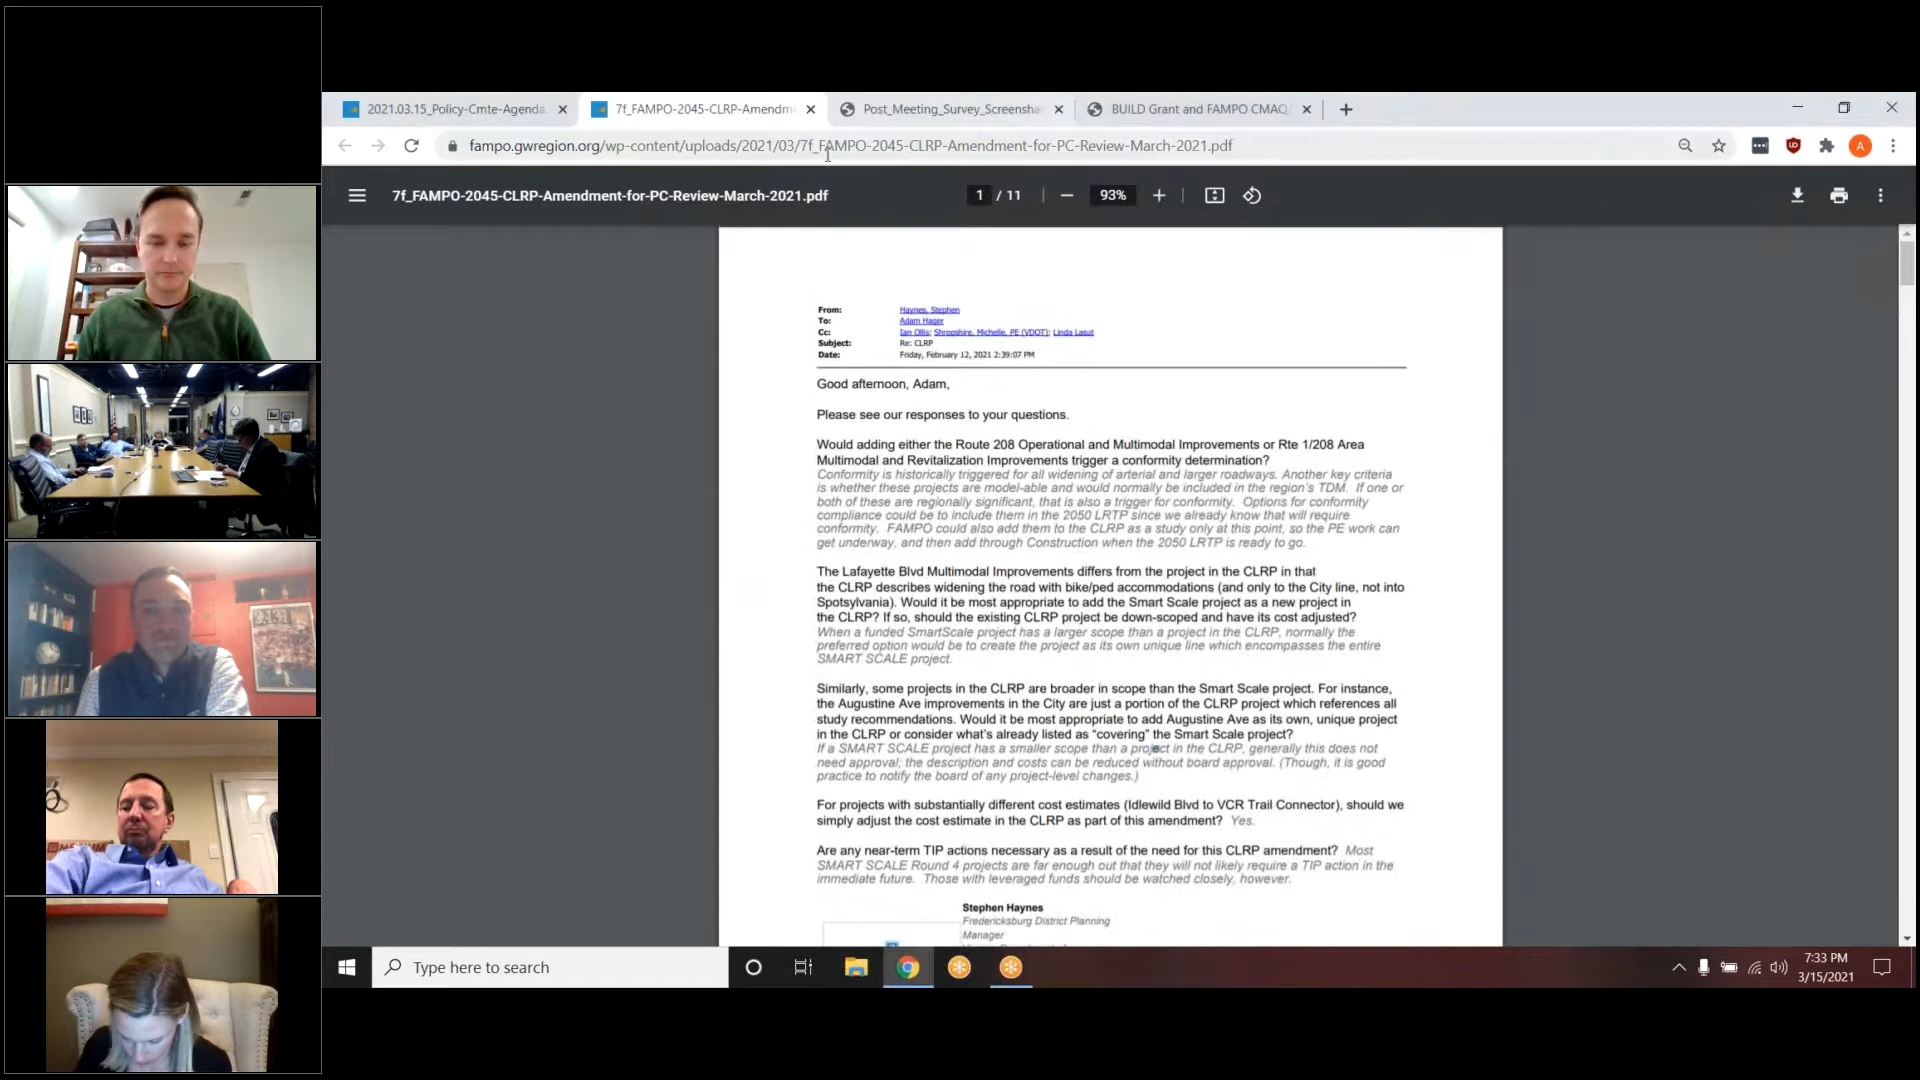 2021.03.15_Policy-Cmte-Agenda
7f_FAMPO-2045-CLRP-Amendm
Post_Meeting_Survey_Screensha
BUILD Grant and FAMPO CMAQ/
fampo.gwregion.org/wp-content/uploads/2021/03/7f_FAMPO-2045-CLRP-Amendment-for-PC-Review-March-2021.pdf
A
7f_FAMPO-2045-CLRP-Amendment-for-PC-Review-March-2021.pdf
1 / 11
93%
From: Haynes, Stephen
To: Adam Hager
Cc: Ian Ollis; Shropshire, Michelle, PE (VDOT); Linda Lasut
Subject: Re: CLRP
Date: Friday, February 12, 2021 2:39:07 PM
Good afternoon, Adam,
Please see our responses to your questions.
Would adding either the Route 208 Operational and Multimodal Improvements or Rte 1/208 Area
Multimodal and Revitalization Improvements trigger a conformity determination?
Conformity is historically triggered for all widening of arterial and larger roadways. Another key criteria
is whether these projects are model-able and would normally be included in the region's TDM. If one or
both of these are regionally significant, that is also a trigger for conformity. Options for conformity
compliance could be to include them in the 2050 LRTP since we already know that will require
conformity. FAMPO could also add them to the CLRP as a study only at this point, so the PE work can
get underway, and then add through Construction when the 2050 LRTP is ready to go.
The Lafayette Blvd Multimodal Improvements differs from the project in the CLRP in that
the CLRP describes widening the road with bike/ped accommodations (and only to the City line, not into
Spotsylvania). Would it be most appropriate to add the Smart Scale project as a new project in
the CLRP? If so, should the existing CLRP project be down-scoped and have its cost adjusted?
When a funded SmartScale project has a larger scope than a project in the CLRP, normally the
preferred option would be to create the project as its own unique line which encompasses the entire
SMART SCALE project.
Similarly, some projects in the CLRP are broader in scope than the Smart Scale project. For instance,
the Augustine Ave improvements in the City are just a portion of the CLRP project which references all
study recommendations. Would it be most appropriate to add Augustine Ave as its own, unique project
in the CLRP or consider what's already listed as “covering” the Smart Scale project?
If a SMART SCALE project has a smaller scope than a project in the CLRP, generally this does not
need approval; the description and costs can be reduced without board approval. (Though, it is good
practice to notify the board of any project-level changes.)
For projects with substantially different cost estimates (Idlewild Blvd to VCR Trail Connector), should we
simply adjust the cost estimate in the CLRP as part of this amendment? Yes.
Are any near-term TIP actions necessary as a result of the need for this CLRP amendment? Most
SMART SCALE Round 4 projects are far enough out that they will not likely require a TIP action in the
immediate future. Those with leveraged funds should be watched closely, however.
Stephen Haynes
Fredericksburg District Planning
Manager
Type here to search
7:33 PM
3/15/2021